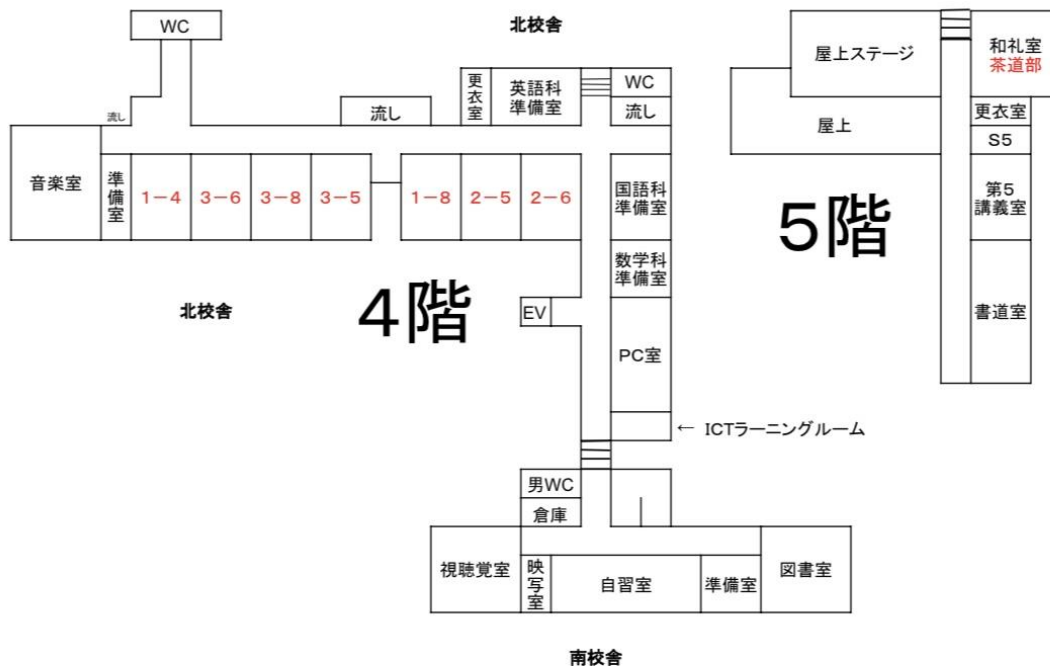 WC
北校舎
屋上ステージ
和礼室
茶道部
更衣室
英語科
準備室
WC
流し
流し
流し
屋上
更衣室
S5
音楽室
準備室
1-4
3-6
3-8
3-5
1-8
2-5
2-6
国語科
準備室
第5
講義室
5階
数学科
準備室
北校舎
4階
EV
書道室
PC室
← ICTラーニングルーム
男WC
倉庫
視聴覚室
映写室
自習室
準備室
図書室
南校舎